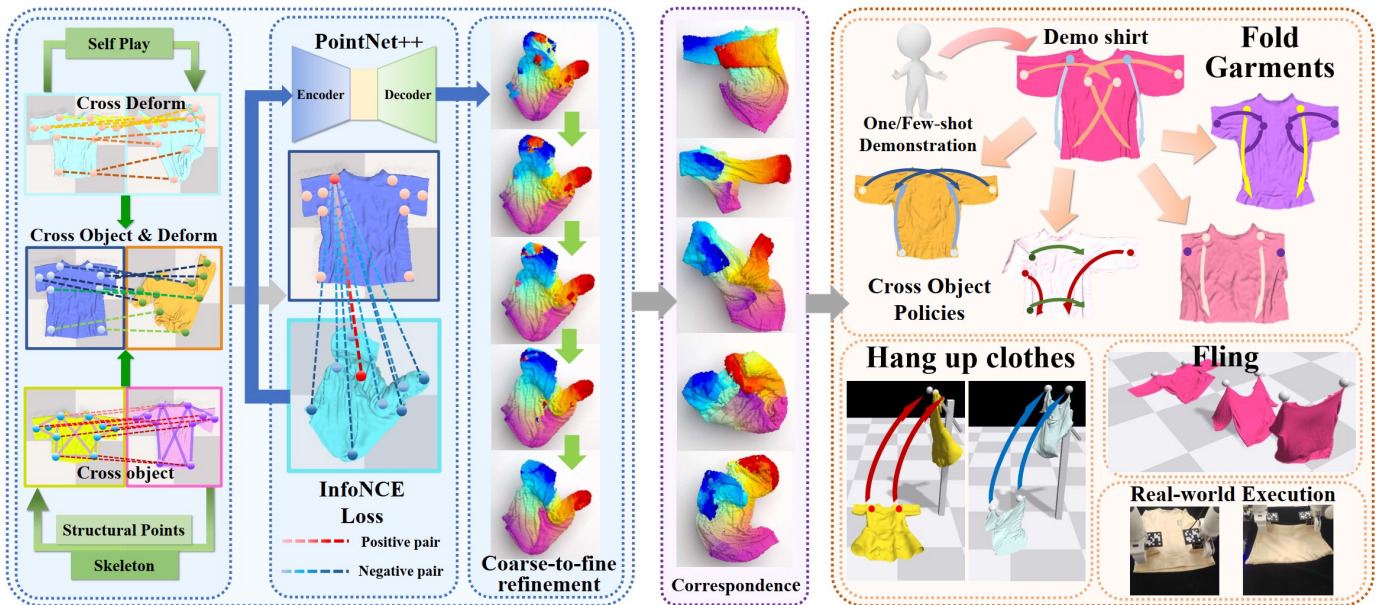 Self Play
Cross Deform
Cross Object & Deform
Cross object
Structural Points
Skeleton
PointNet++
Encoder
Decoder
InfoNCE
Loss
Positive pair
Negative pair
Coarse-to-fine
refinement
Correspondence
Demo shirt
Fold
Garments
One/Few-shot
Demonstration
Cross Object
Policies
Hang up clothes
Fling
Real-world Execution